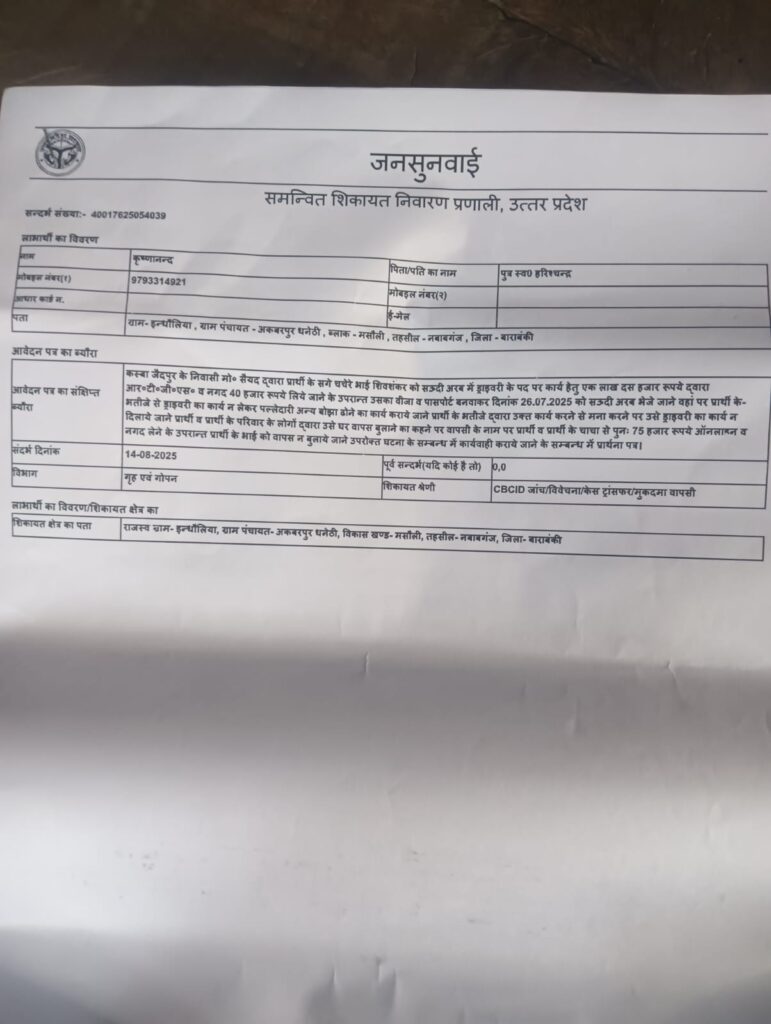 जनसुनवाई
समन्वित शिकायत निवारण प्रणाली, उत्तर प्रदेश
सन्दर्भ संख्या:- 40017625054039
लाभार्थी का विवरण
नाम कृष्णानन्द पिता/पति का नाम पुत्र स्व0 हरिश्चन्द्र
मोबाइल नंबर(१) 9793314921 मोबाइल नंबर(२)
आधार कार्ड न. ई-मेल
पता ग्राम- इन्धौलिया , ग्राम पंचायत - अकबरपुर धनेठी , ब्लाक - मसौली , तहसील - नबाबगंज , जिला - बाराबंकी
आवेदन पत्र का ब्यौरा
आवेदन पत्र का संक्षिप्त ब्यौरा
कस्बा जैदपुर के निवासी मो० सैयद द्वारा प्रार्थी के सगे चचेरे भाई शिवशंकर को सऊदी अरब में ड्राइवरी के पद पर कार्य हेतु एक लाख दस हजार रूपये द्वारा
आर०टी०जी०एस० व नगद 40 हजार रूपये लिये जाने के उपरान्त उसका वीजा व पासपोर्ट बनवाकर दिनांक 26.07.2025 को सऊदी अरब भेजे जाने वहां पर प्रार्थी के-
भतीजे से ड्राइवरी का कार्य न लेकर पल्लेदारी अन्य बोझा ढोने का कार्य कराये जाने प्रार्थी के भतीजे द्वारा उक्त कार्य करने से मना करने पर उसे ड्राइवरी का कार्य न
दिलाये जाने प्रार्थी व प्रार्थी के परिवार के लोगों द्वारा उसे घर वापस बुलाने का कहने पर वापसी के नाम पर प्रार्थी व प्रार्थी के चाचा से पुनः 75 हजार रूपये ऑनलाइन व
नगद लेने के उपरान्त प्रार्थी के भाई को वापस न बुलाये जाने उपरोक्त घटना के सम्बन्ध में कार्यवाही कराये जाने के सम्बन्ध में प्रार्थना पत्र।
संदर्भ दिनांक 14-08-2025 पूर्व सन्दर्भ(यदि कोई है तो) 0,0
विभाग गृह एवं गोपन शिकायत श्रेणी CBCID जांच/विवेचना/केस ट्रांसफर/मुकदमा वापसी
लाभार्थी का विवरण/शिकायत क्षेत्र का
शिकायत क्षेत्र का पता राजस्व ग्राम- इन्धौलिया, ग्राम पंचायत- अकबरपुर धनेठी, विकास खण्ड- मसौली, तहसील- नबाबगंज, जिला- बाराबंकी